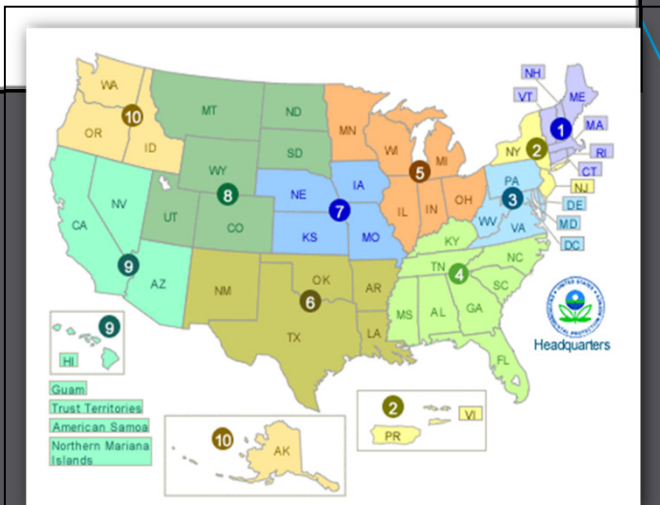 NH
VT
ME
MA
RI
CT
NJ
DE
MD
DC
WA
OR
ID
10
MT
ND
SD
WY
UT
CO
8
MN
WI
MI
IL
IN
OH
5
NY
2
1
PA
WV
VA
3
NE
IA
KS
MO
7
CA
NV
AZ
9
NM
OK
AR
TX
LA
6
KY
TN
NC
SC
MS
AL
GA
FL
4
Headquarters
9
HI
Guam
Trust Territories
American Samoa
Northern Mariana
Islands
10
AK
2
VI
PR